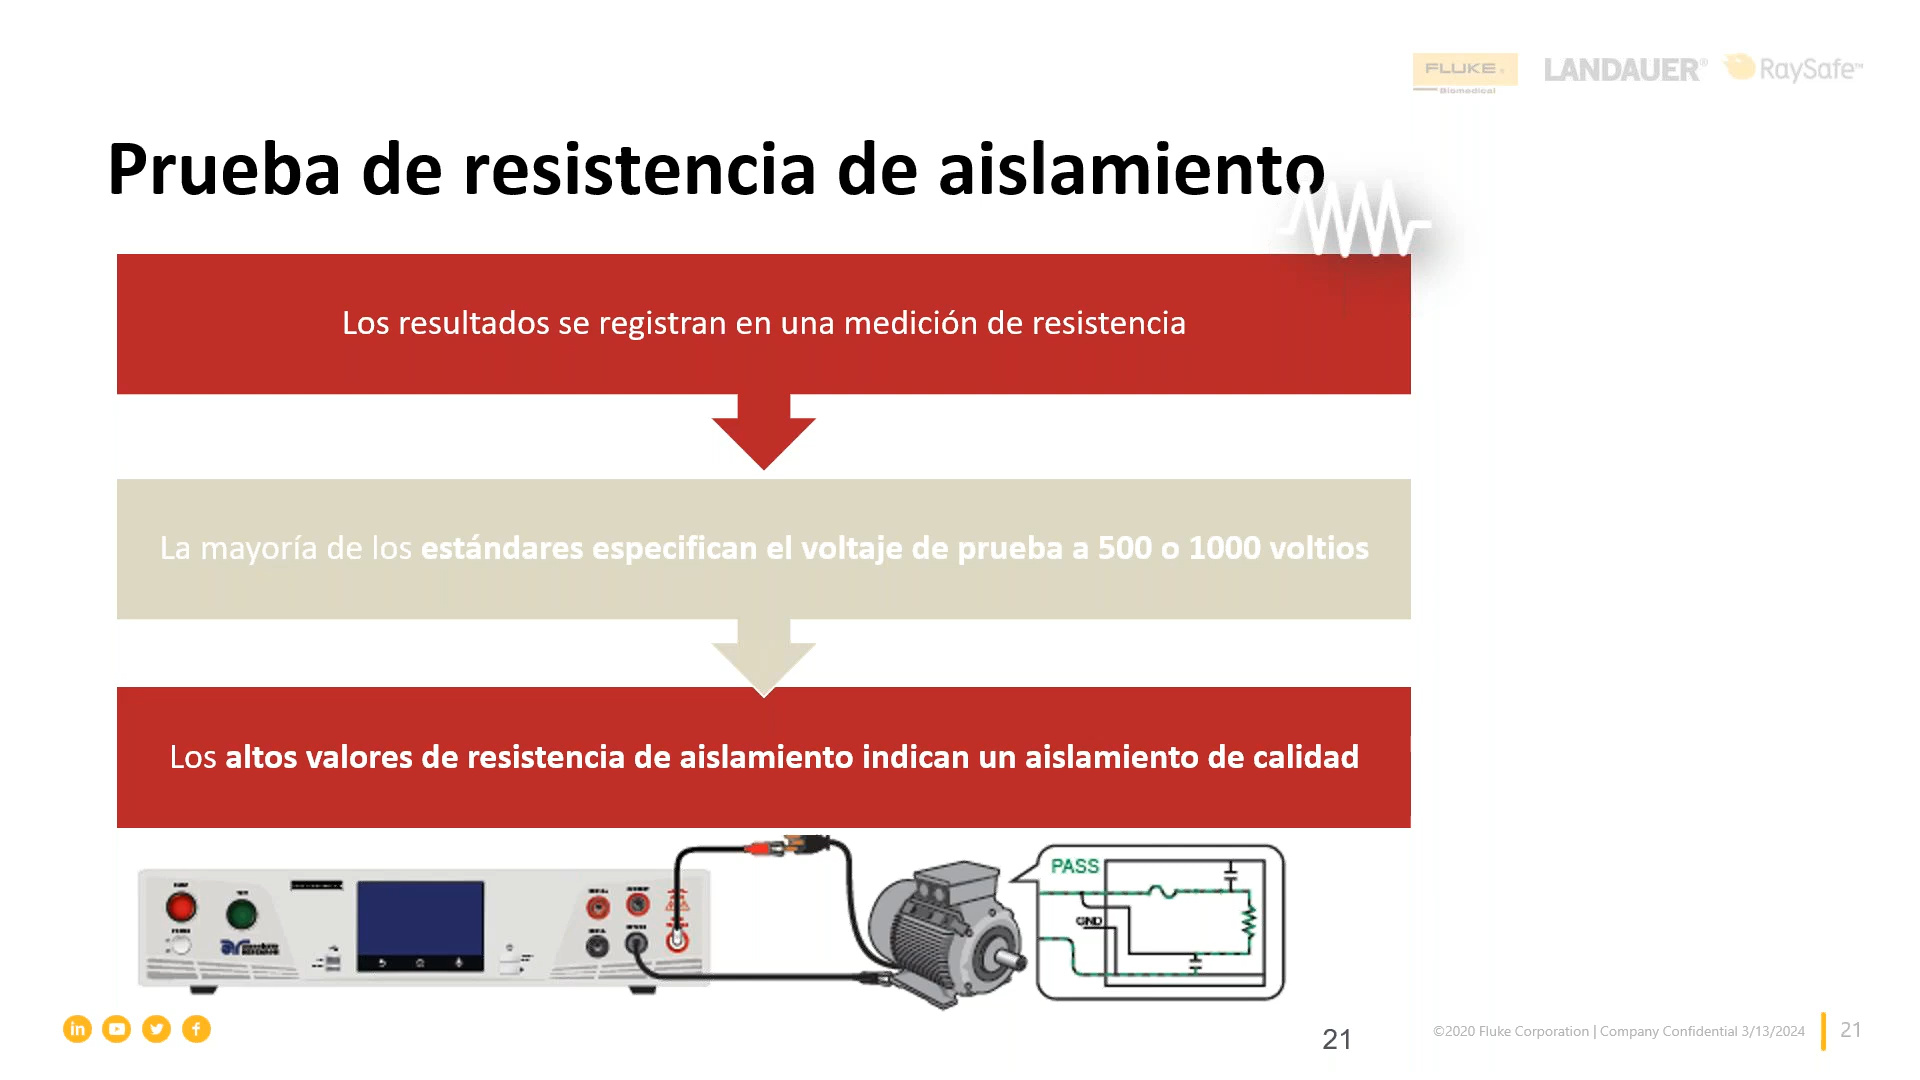 FLUKE®
Biomedical
LANDAUER®
RaySafe™
Prueba de resistencia de aislamiento
Los resultados se registran en una medición de resistencia
La mayoría de los estándares especifican el voltaje de prueba a 500 o 1000 voltios
Los altos valores de resistencia de aislamiento indican un aislamiento de calidad
PASS
GND
21
©2020 Fluke Corporation | Company Confidential 3/13/2024
21